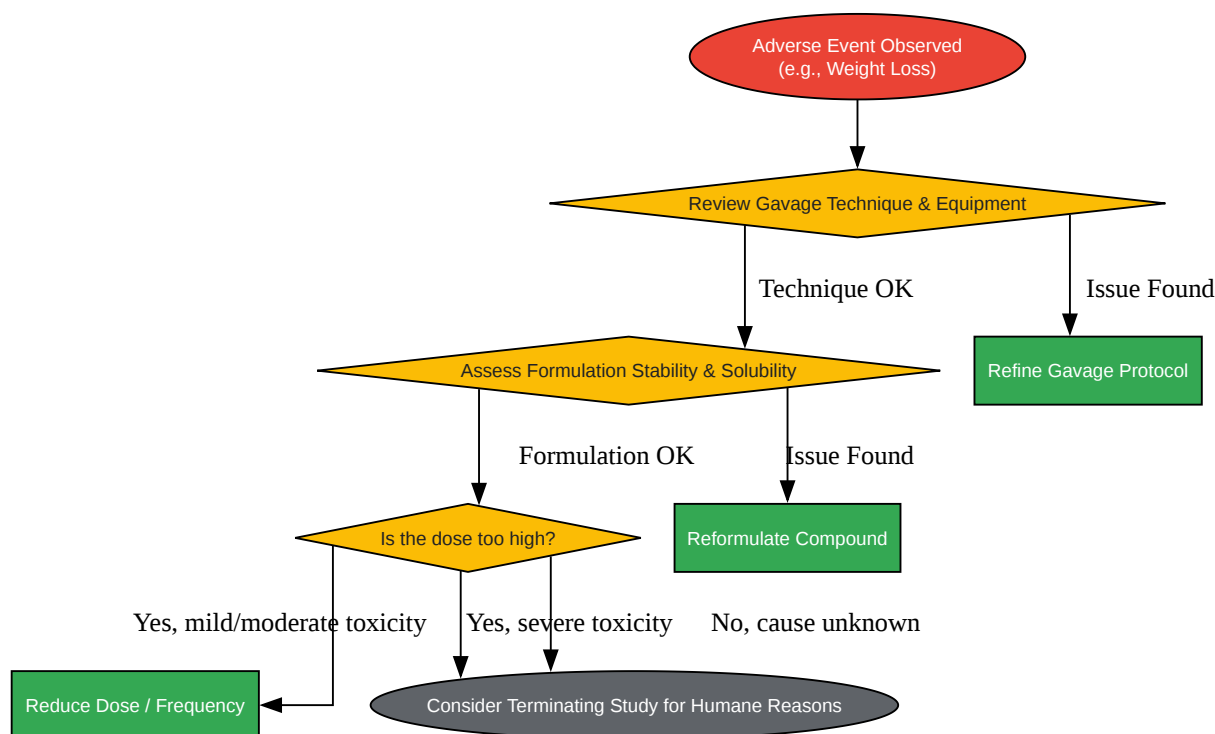 Adverse Event Observed
(e.g., Weight Loss)
Review Gavage Technique & Equipment
Technique OK
Issue Found
Assess Formulation Stability & Solubility
Refine Gavage Protocol
Formulation OK
Issue Found
Is the dose too high?
Reformulate Compound
Yes, mild/moderate toxicity
Yes, severe toxicity
No, cause unknown
Reduce Dose / Frequency
Consider Terminating Study for Humane Reasons